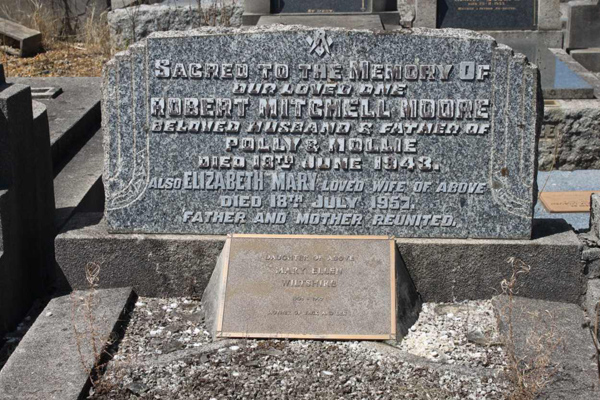 SACRED TO THE MEMORY OF
OUR LOVED ONE
ROBERT MITCHELL MOORE
BELOVED HUSBAND & FATHER OF
POLLY & MOLLIE
DIED 18TH JUNE 1943.
ALSO ELIZABETH MARY LOVED WIFE OF ABOVE
DIED 18TH JULY 1957.
FATHER AND MOTHER REUNITED.
DAUGHTER OF ABOVE
MARY ELLEN
WILTSHIRE